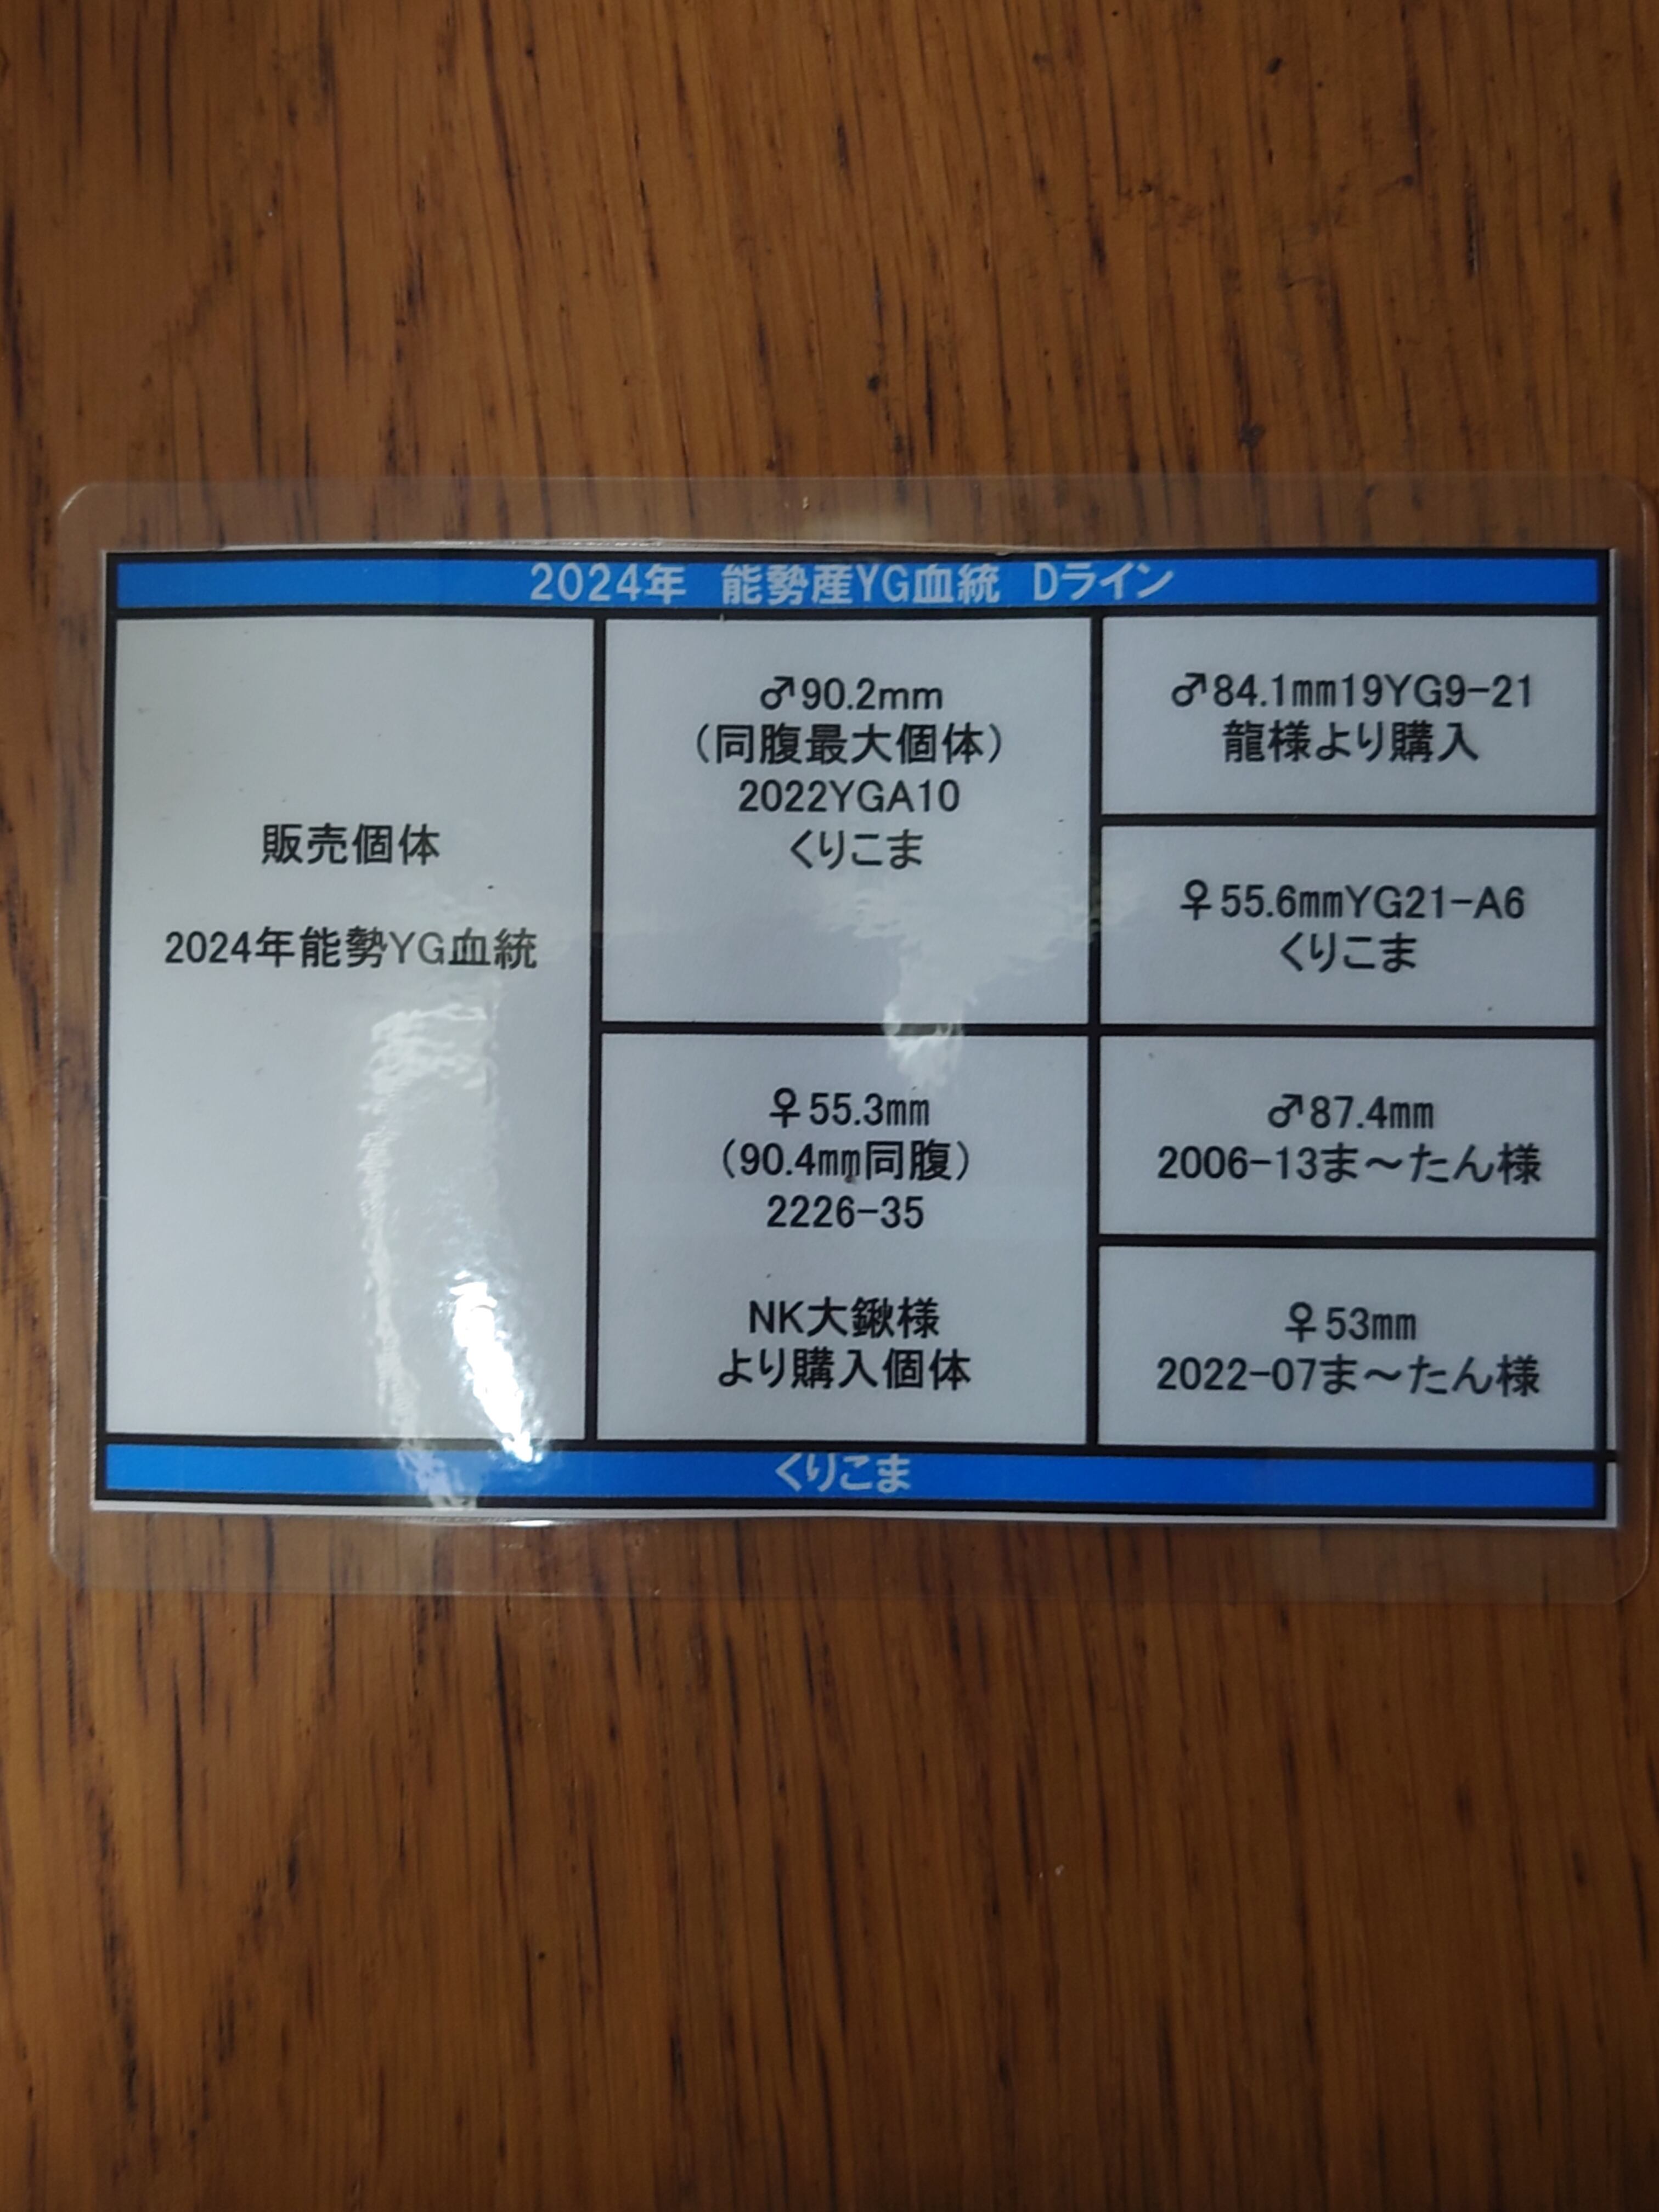 2024年 能勢産YG血統 Dライン
販売個体
2024年能勢YG血統
♂90.2mm
（同腹最大個体）
2022YGA10
くりこま
♀55.3㎜
（90.4㎜同腹）
2226-35
NK大鍬様
より購入個体
♂84.1㎜19YG9-21
龍様より購入
♀55.6㎜YG21-A6
くりこま
♂87.4㎜
2006-13ま～たん様
♀53㎜
2022-07ま～たん様
くりこま